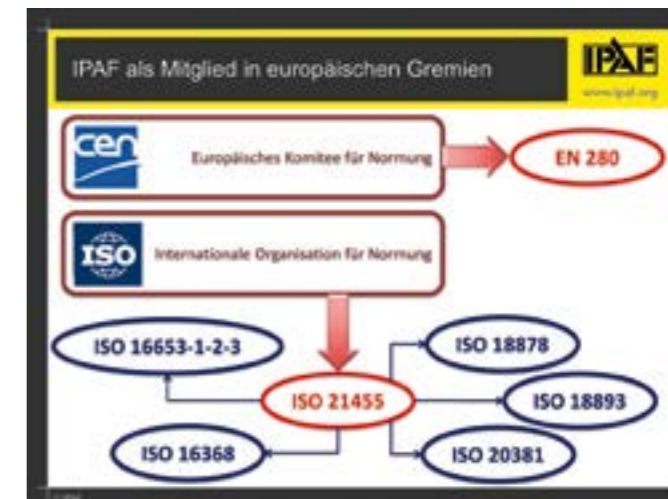 IPAF als Mitglied in europäischen Gremien
IPAF
www.ipaf.org
cen
Europäisches Komitee für Normung
EN 280
ISO
Internationale Organisation für Normung
ISO 16653-1-2-3
ISO 18878
ISO 21455
ISO 18893
ISO 16368
ISO 20381